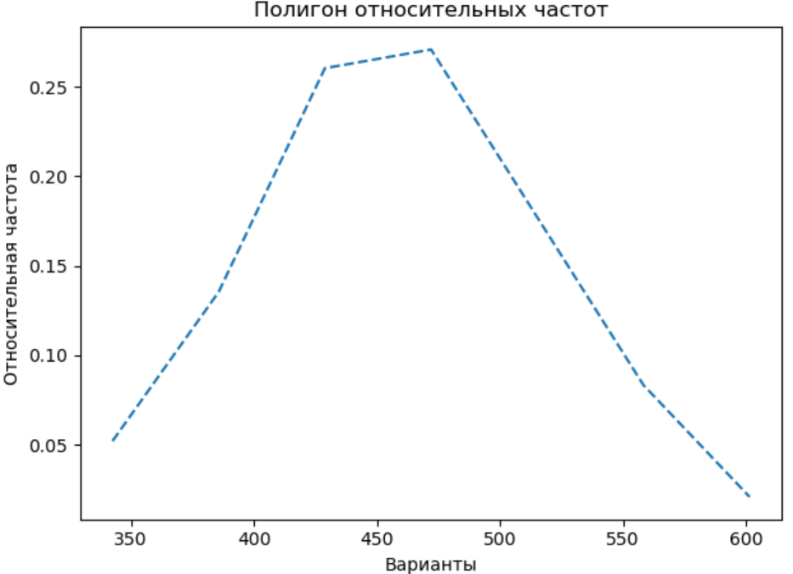 Полигон относительных частот
0.25
0.20
0.15
0.10
0.05
Относительная частота
350 400 450 500 550 600
Варианты